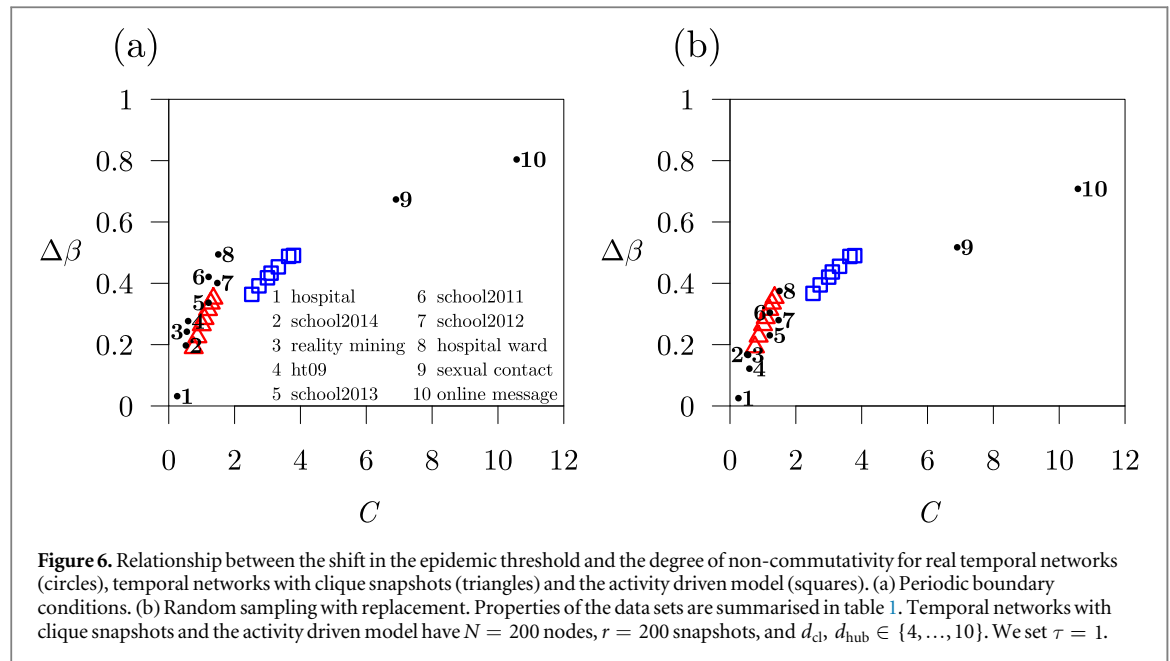 (a)
1
0.8
0.6
0.4
0.2
0
Δβ
0 2 4 6 8 10 12
C
1
2
3
4
5
6
7
8
9
10
1 hospital
2 school2014
3 reality mining
4 ht09
5 school2013
6 school2011
7 school2012
8 hospital ward
9 sexual contact
10 online message
(b)
1
0.8
0.6
0.4
0.2
0
Δβ
0 2 4 6 8 10 12
C
1
2
3
4
5
6
7
8
9
10
Figure 6. Relationship between the shift in the epidemic threshold and the degree of non-commutativity for real temporal networks
(circles), temporal networks with clique snapshots (triangles) and the activity driven model (squares). (a) Periodic boundary
conditions. (b) Random sampling with replacement. Properties of the data sets are summarised in table 1. Temporal networks with
clique snapshots and the activity driven model have N = 200 nodes, r = 200 snapshots, and d_cl, d_hub ∈ {4, …, 10}. We set τ = 1.